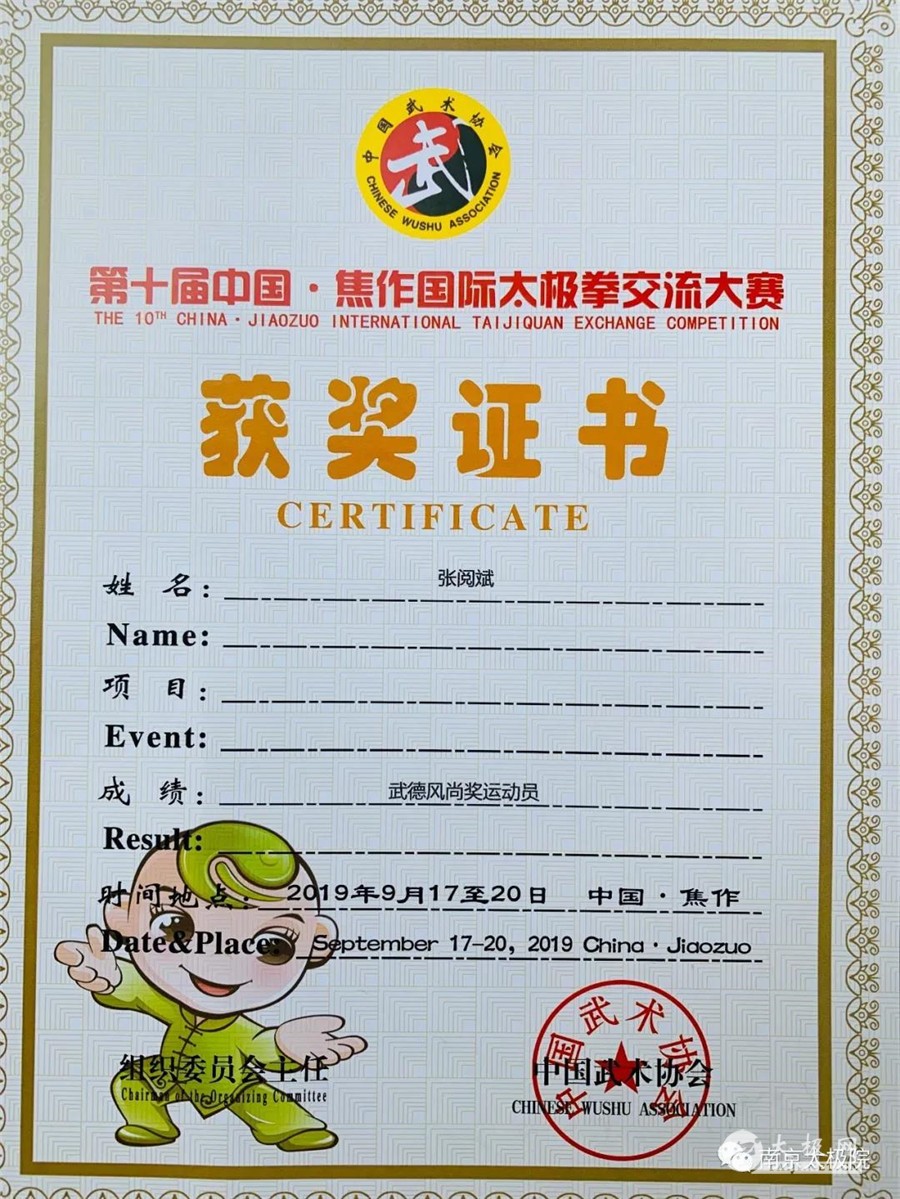 中国武术协会
武
CHINESE WUSHU ASSOCIATION
第十届中国·焦作国际太极拳交流大赛
THE 10TH CHINA·JIAOZUO INTERNATIONAL TAIJIQUAN EXCHANGE COMPETITION
获奖证书
CERTIFICATE
姓 名: 张阅斌
Name:
项 目:
Event:
成 绩: 武德风尚奖运动员
Result:
时间地点: 2019年9月17至20日 中国·焦作
Date&Place: September 17-20, 2019 China·Jiaozuo
组织委员会主任
Chairman of the Organizing Committee
中国武术协会
中国武术协会
CHINESE WUSHU ASSOCIATION
太极网
南京太极院